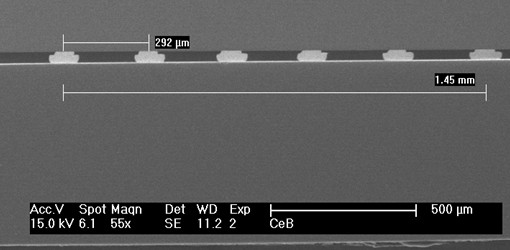 292 µm
1.45 mm
Acc.V Spot Magn Det WD Exp 500 µm
15.0 kV 6.1 55x SE 11.2 2 CeB